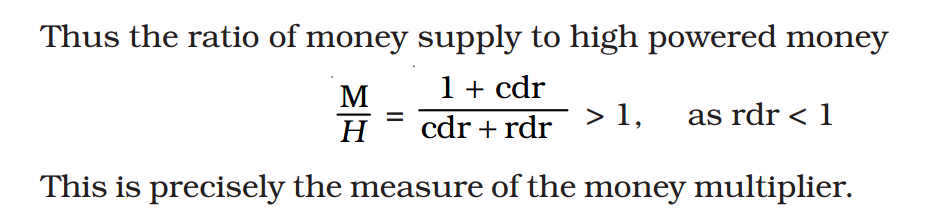 Thus the ratio of money supply to high powered money
M/H = (1 + cdr)/(cdr + rdr) > 1, as rdr < 1
This is precisely the measure of the money multiplier.